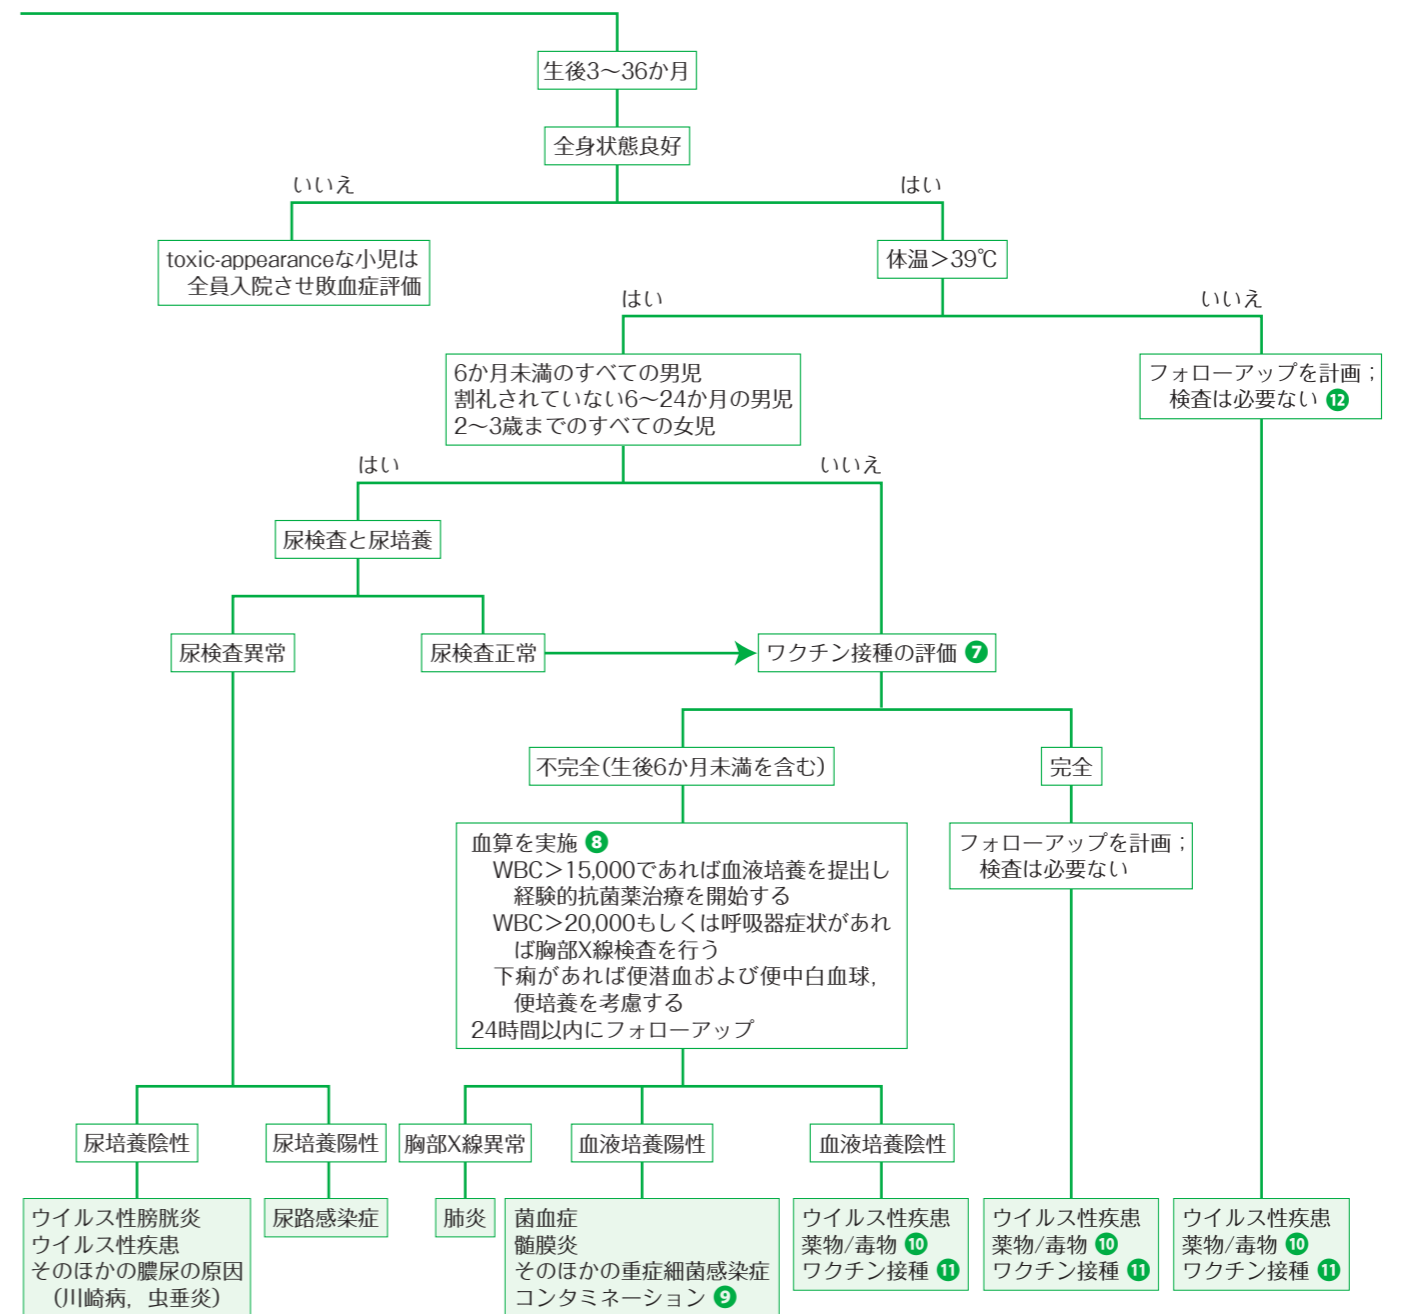 生後3〜36か月
全身状態良好
いいえ
はい
toxic-appearanceな小児は
全員入院させ敗血症評価
体温＞39℃
はい
いいえ
6か月未満のすべての男児
割礼されていない6〜24か月の男児
2〜3歳までのすべての女児
フォローアップを計画；
検査は必要ない ⓬
はい
いいえ
尿検査と尿培養
尿検査異常
尿検査正常
ワクチン接種の評価 ❼
不完全（生後6か月未満を含む）
完全
血算を実施 ❽
WBC＞15,000であれば血液培養を提出し
経験的抗菌薬治療を開始する
WBC＞20,000もしくは呼吸器症状があれ
ば胸部X線検査を行う
下痢があれば便潜血および便中白血球，
便培養を考慮する
24時間以内にフォローアップ
フォローアップを計画；
検査は必要ない
尿培養陰性
尿培養陽性
胸部X線異常
血液培養陽性
血液培養陰性
ウイルス性膀胱炎
ウイルス性疾患
そのほかの膿尿の原因
（川崎病，虫垂炎）
尿路感染症
肺炎
菌血症
髄膜炎
そのほかの重症細菌感染症
コンタミネーション ❾
ウイルス性疾患
薬物/毒物 ❿
ワクチン接種 ⓫
ウイルス性疾患
薬物/毒物 ❿
ワクチン接種 ⓫
ウイルス性疾患
薬物/毒物 ❿
ワクチン接種 ⓫